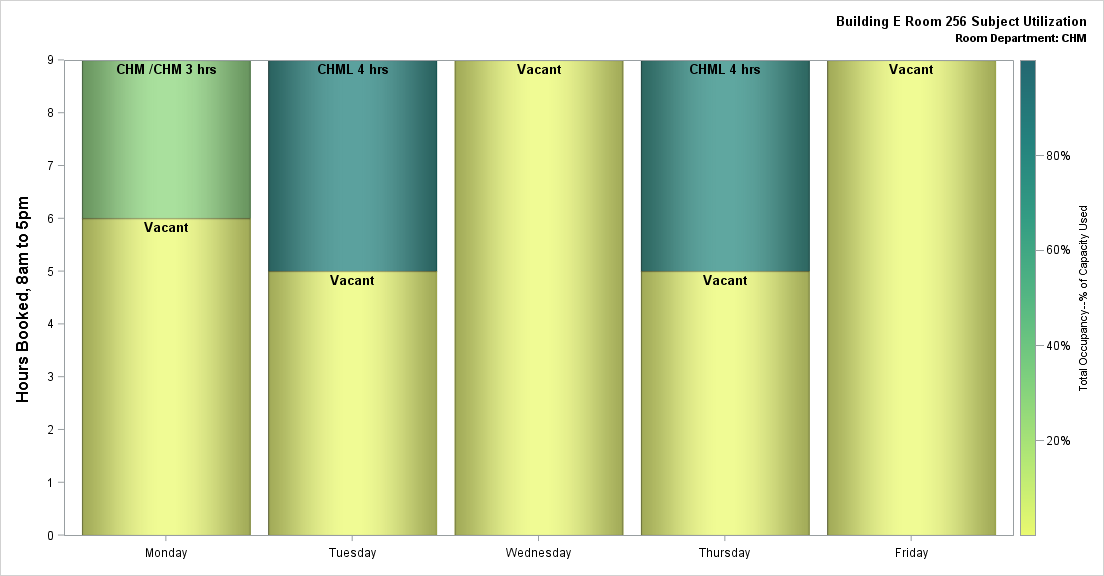 Building E Room 256 Subject Utilization
Room Department: CHM
Hours Booked, 8am to 5pm
9
8
7
6
5
4
3
2
1
0
CHM /CHM 3 hrs
Vacant
CHML 4 hrs
Vacant
Vacant
CHML 4 hrs
Vacant
Vacant
Monday
Tuesday
Wednesday
Thursday
Friday
80%
60%
40%
20%
Total Occupancy--% of Capacity Used